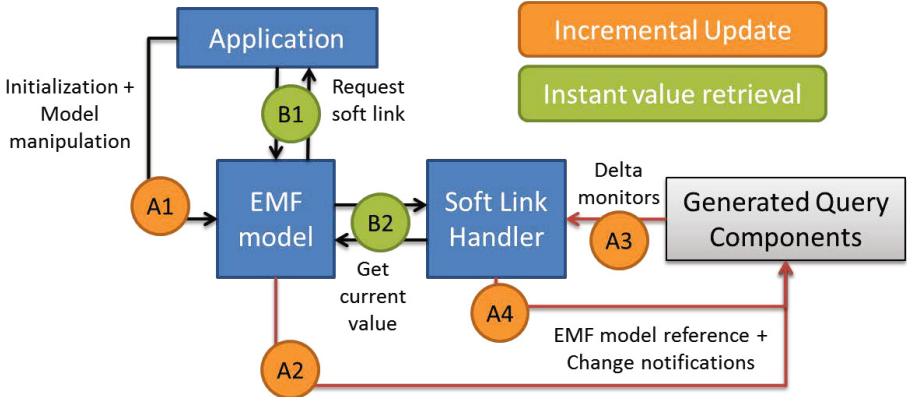 Application
Incremental Update
Instant value retrieval
Initialization +
Model
manipulation
B1
Request
soft link
A1
EMF
model
B2
Get
current
value
Soft Link
Handler
Delta
monitors
A3
Generated Query
Components
A4
EMF model reference +
Change notifications
A2